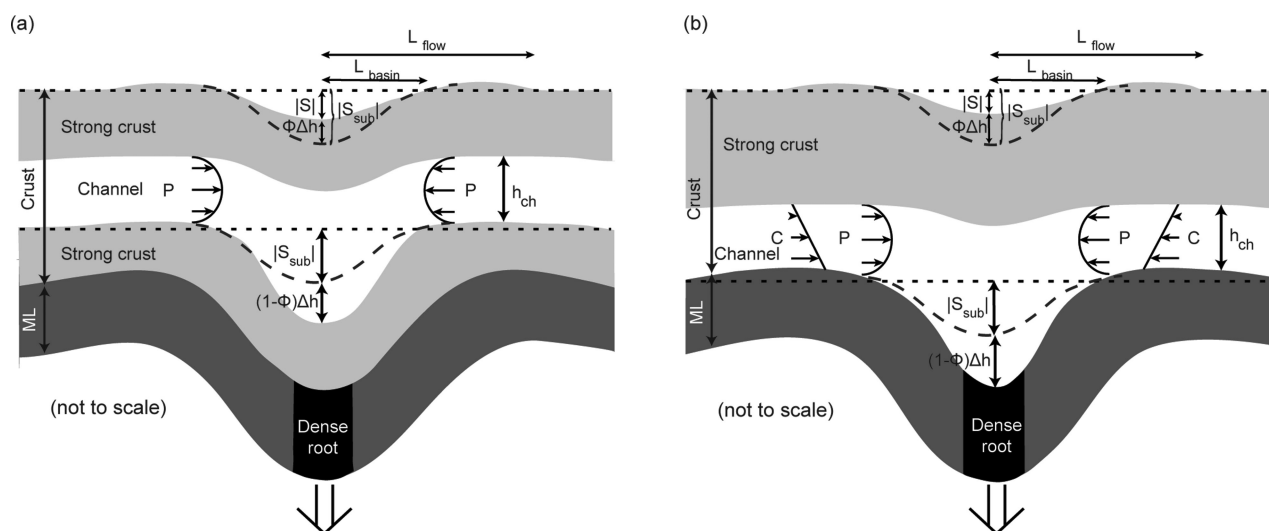 (a)
L flow
L basin
|S|
|S sub|
ΦΔh
Strong crust
Crust
Channel
P
P
h ch
Strong crust
|S sub|
(1-Φ)Δh
ML
(not to scale)
Dense
root
(b)
L flow
L basin
|S|
|S sub|
ΦΔh
Strong crust
Crust
C
P
P
C
h ch
Channel
|S sub|
(1-Φ)Δh
ML
(not to scale)
Dense
root